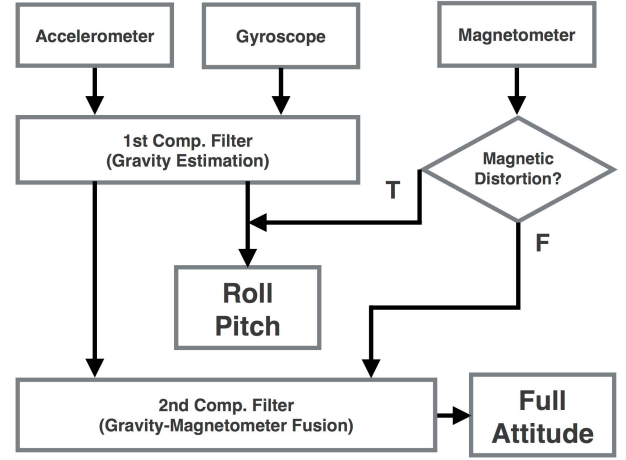 Accelerometer
Gyroscope
Magnetometer
1st Comp. Filter
(Gravity Estimation)
Magnetic
Distortion?
T
F
Roll
Pitch
2nd Comp. Filter
(Gravity-Magnetometer Fusion)
Full
Attitude